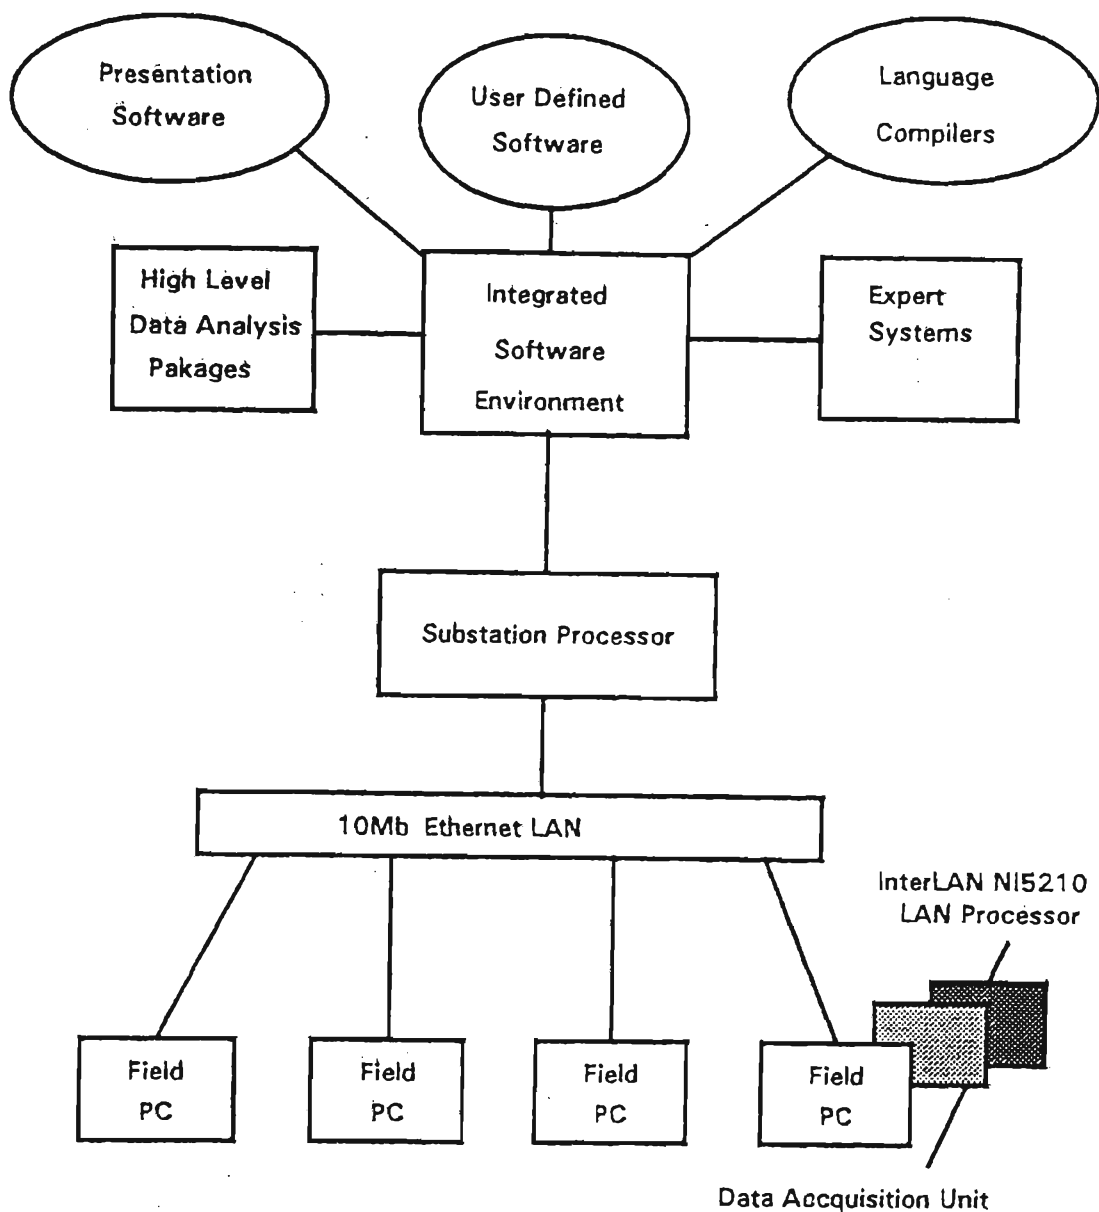 Presentation
Software
User Defined
Software
Language
Compilers
High Level
Data Analysis
Pakages
Integrated
Software
Environment
Expert
Systems
Substation Processor
10Mb Ethernet LAN
InterLAN NI5210
LAN Processor
Field
PC
Field
PC
Field
PC
Field
PC
Data Accquisition Unit